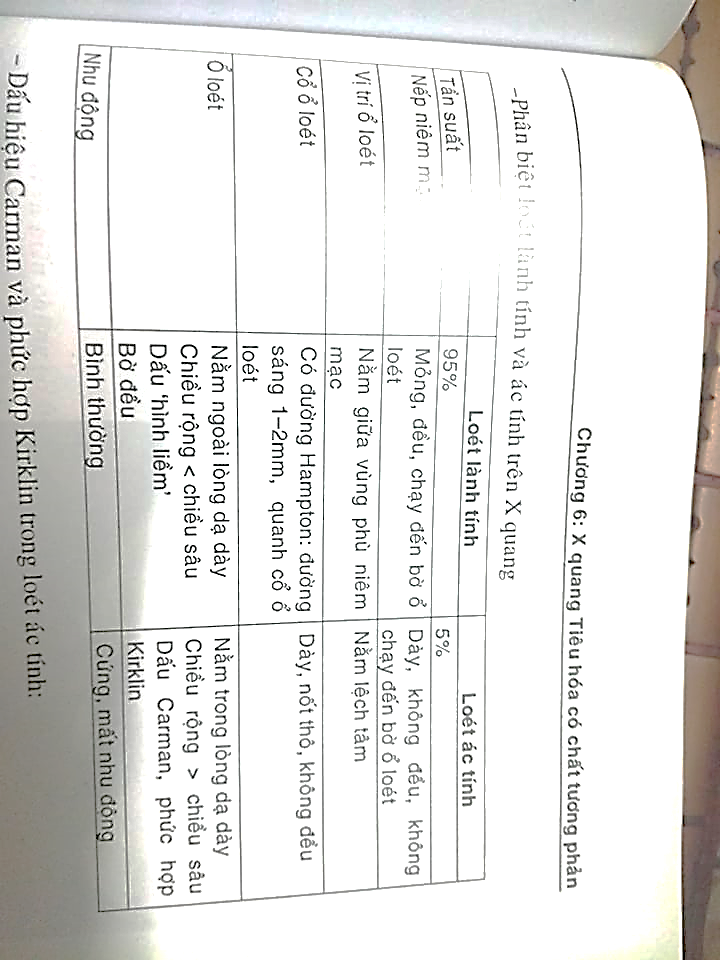 Chương 6: X quang Tiêu hóa có chất tương phản
–Phân biệt loét lành tính và ác tính trên X quang
Loét lành tính Loét ác tính
Tần suất 95% 5%
Nếp niêm Mỏng, đều, chạy đến bờ ổ Dày, không đều, không
loét chạy đến bờ ổ loét
Vị trí ổ loét Nằm giữa vùng phù niêm Nằm lệch tâm
mạc
Cổ ổ loét Có đường Hampton: đường Dày, nốt thô, không đều
sáng 1–2mm, quanh cổ ổ
loét
Ổ loét Nằm ngoài lòng dạ dày Nằm trong lòng dạ dày
Chiều rộng < chiều sâu Chiều rộng > chiều sâu
Dấu 'hình liềm' Dấu Carman, phức hợp
Bờ đều Kirklin
Nhu động Bình thường Cứng, mất nhu động
– Dấu hiệu Carman và phức hợp Kirklin trong loét ác tính: